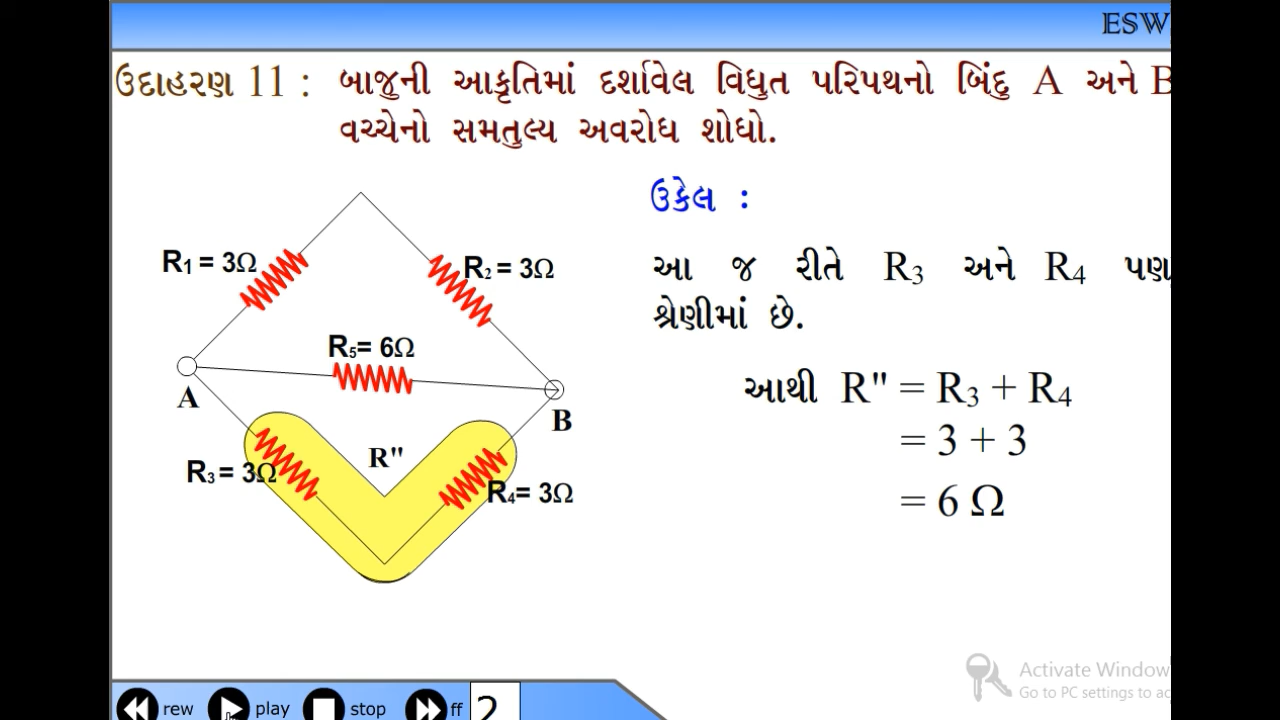 ESW
ઉદાહરણ 11 : બાજુની આકૃતિમાં દર્શાવેલ વિધુત પરિપથનો બિંદુ A અને B
વચ્ચેનો સમતુલ્ય અવરોધ શોધો.
ઉકેલ :
આ જ રીતે R3 અને R4 પણ
શ્રેણીમાં છે.
આથી R" = R3 + R4
= 3 + 3
= 6 Ω
R1 = 3Ω
R2 = 3Ω
R5= 6Ω
A
B
R"
R3 = 3Ω
R4= 3Ω
Activate Window
Go to PC settings to ac
rew play stop ff 2